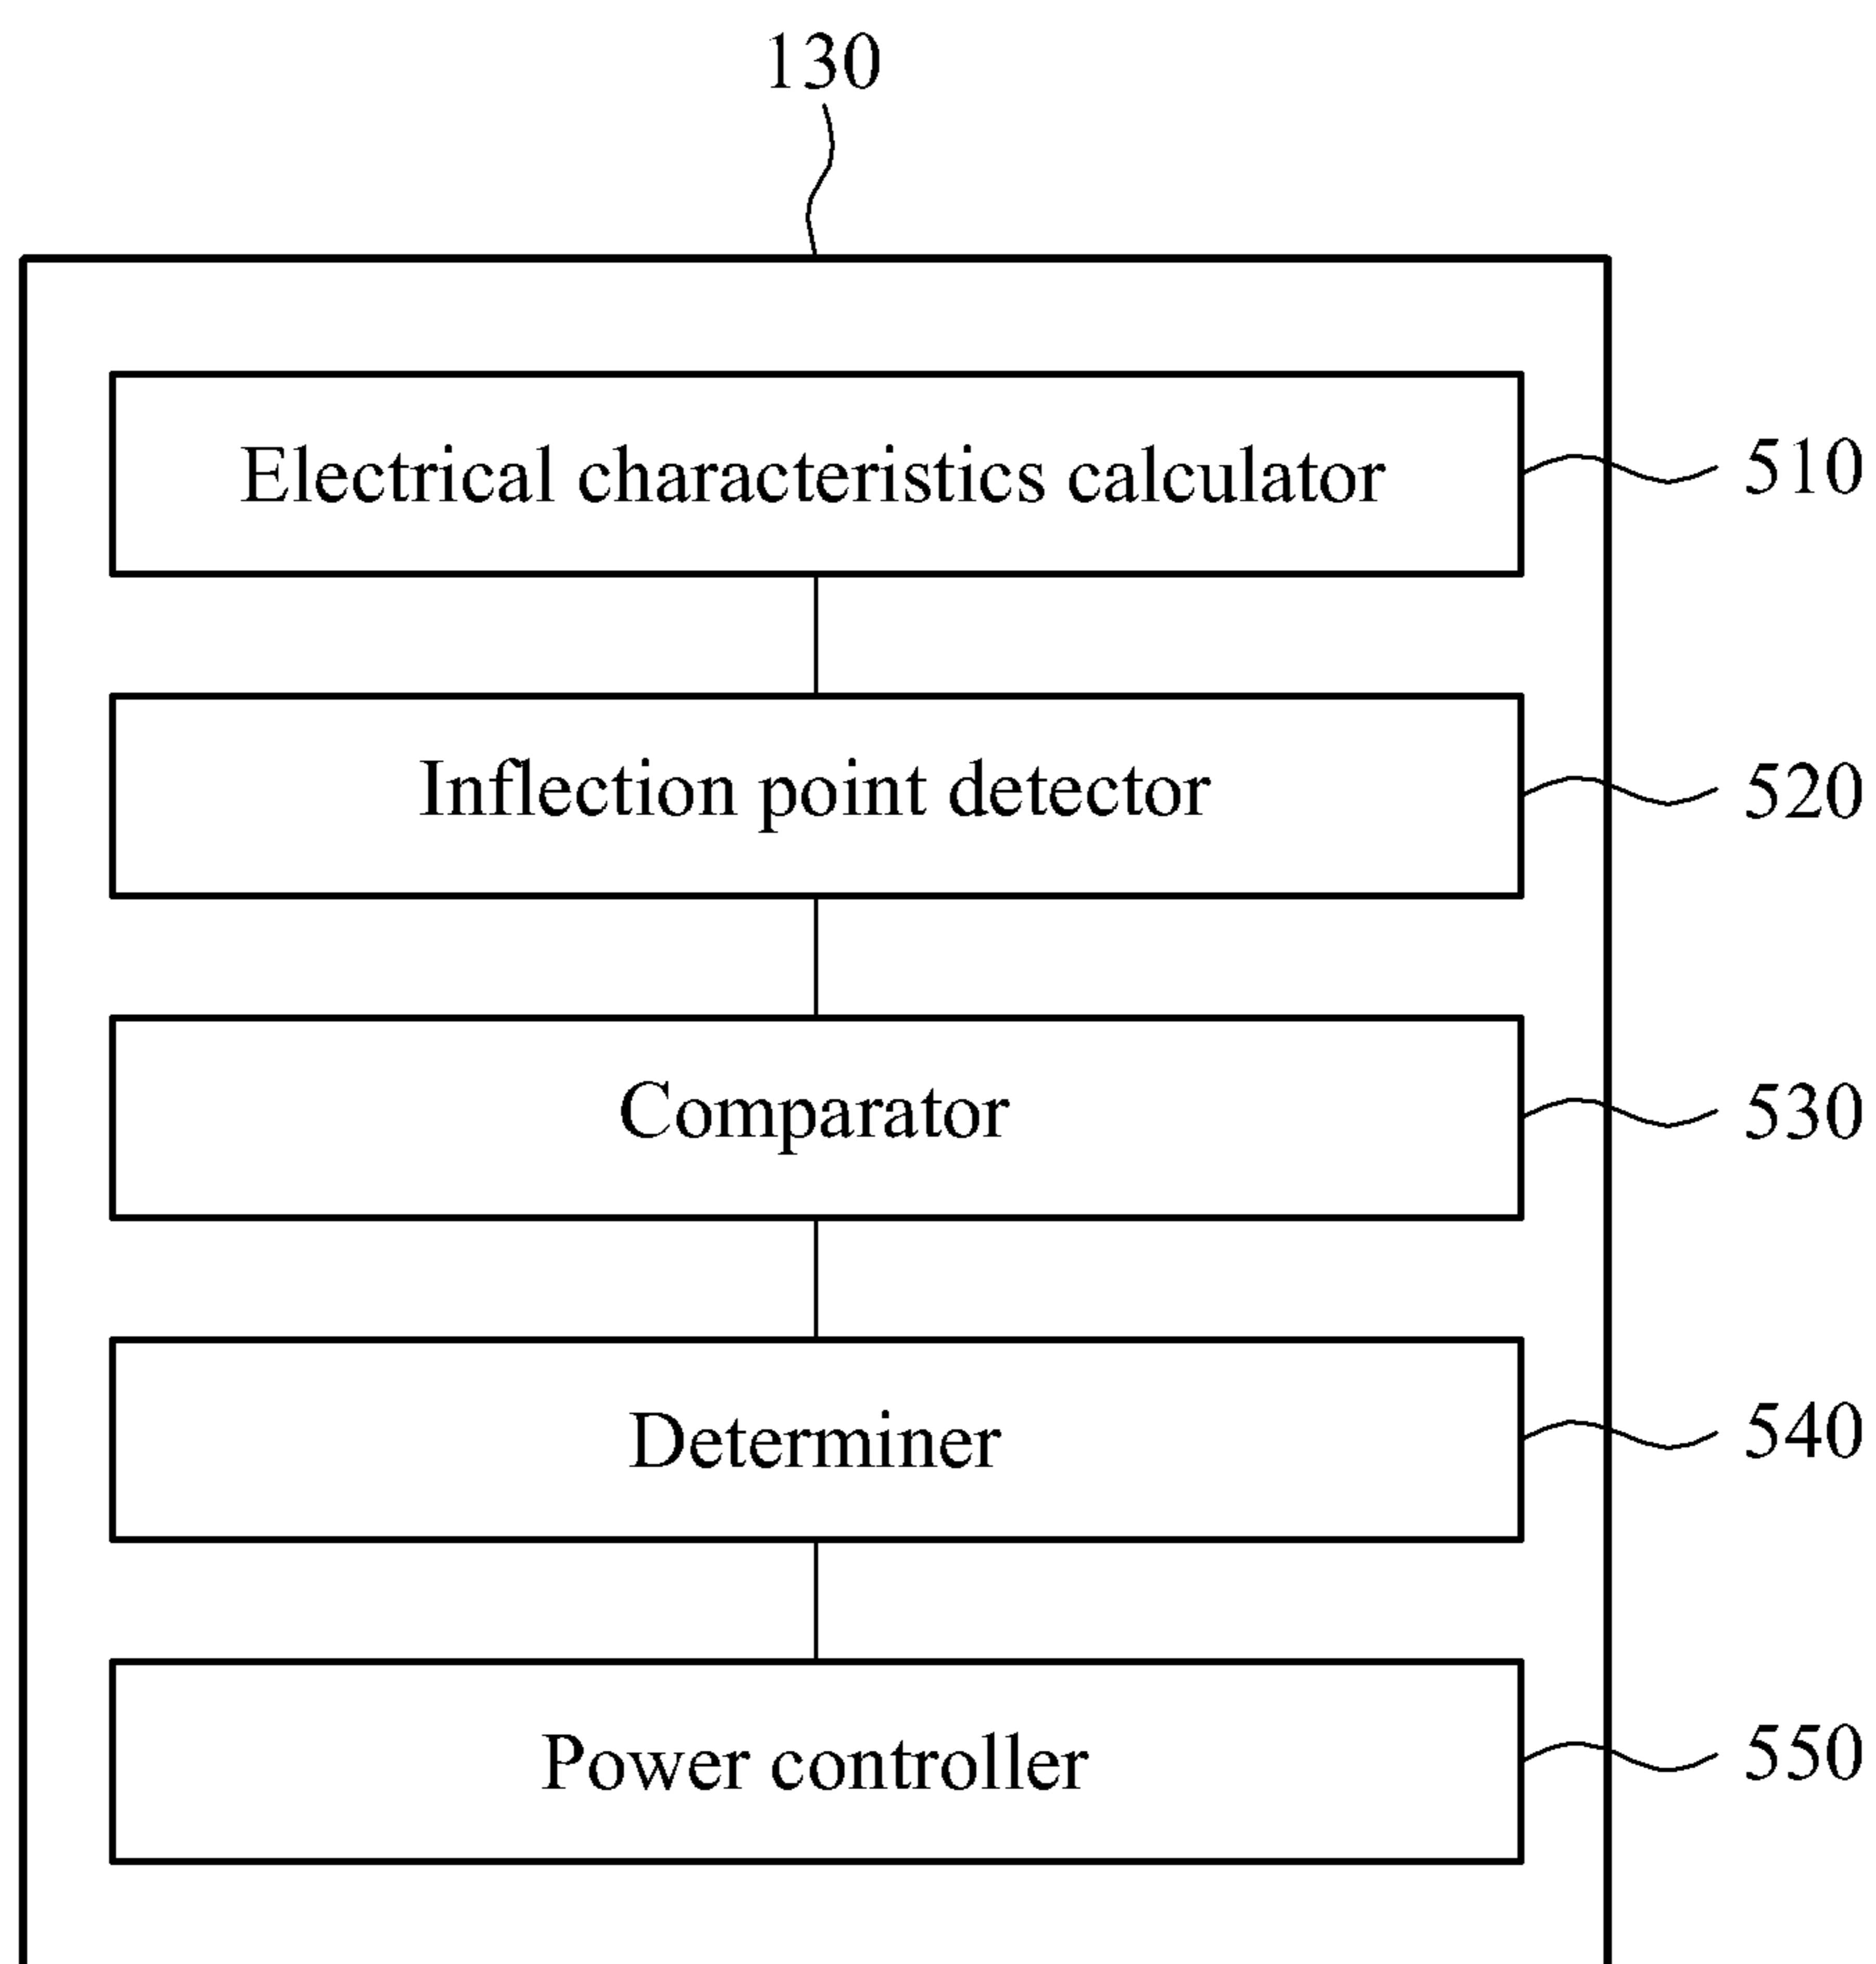 130
Electrical characteristics calculator 510
Inflection point detector 520
Comparator 530
Determiner 540
Power controller 550